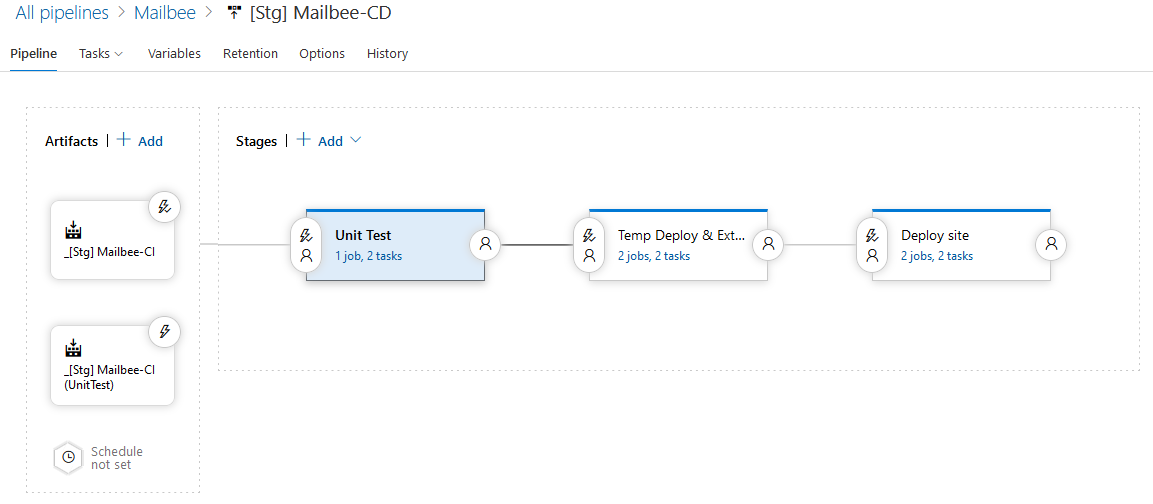 All pipelines > Mailbee > [Stg] Mailbee-CD
Pipeline Tasks Variables Retention Options History
Artifacts | + Add
Stages | + Add
_[Stg] Mailbee-CI
Unit Test
1 job, 2 tasks
Temp Deploy & Ext...
2 jobs, 2 tasks
Deploy site
2 jobs, 2 tasks
_[Stg] Mailbee-CI
(UnitTest)
Schedule
not set